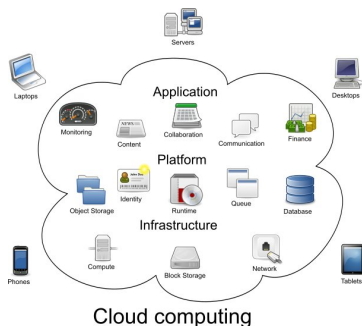 Servers
Laptops
Desktops
Application
Monitoring
NEWS
Content
Collaboration
Communication
Finance
Platform
Object Storage
Identity
Runtime
Queue
Database
Infrastructure
Compute
Block Storage
Network
Phones
Tablets
Cloud computing